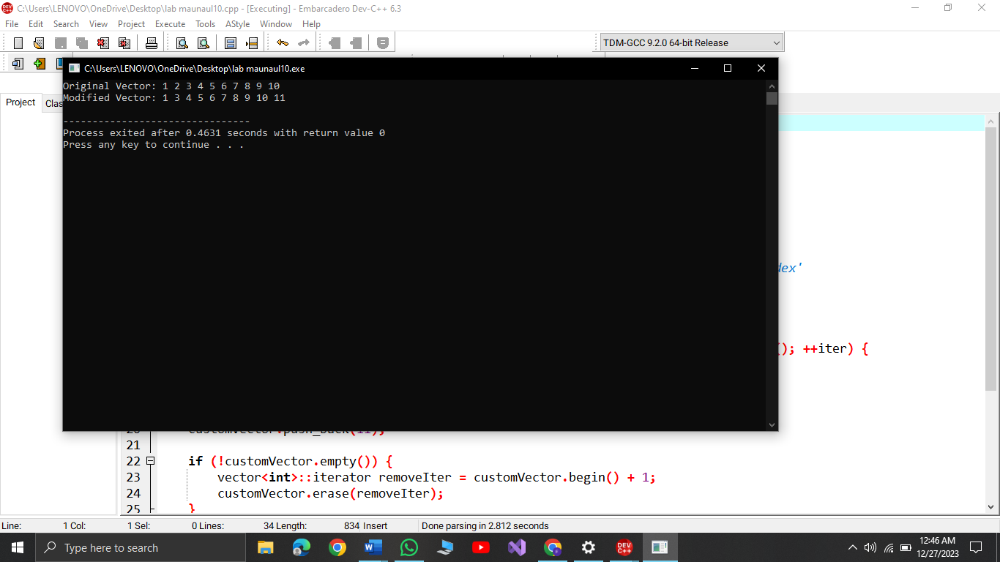 C:\Users\LENOVO\OneDrive\Desktop\lab maunaul10.cpp - [Executing] - Embarcadero Dev-C++ 6.3
File Edit Search View Project Execute Tools AStyle Window Help
TDM-GCC 9.2.0 64-bit Release
C:\Users\LENOVO\OneDrive\Desktop\lab maunaul10.exe
Original Vector: 1 2 3 4 5 6 7 8 9 10
Modified Vector: 1 3 4 5 6 7 8 9 10 11
--------------------------------
Process exited after 0.4631 seconds with return value 0
Press any key to continue . . .
Project Clas
dex'
(); ++iter) {
20 customVector.push_back(11);
21
22 if (!customVector.empty()) {
23 vector<int>::iterator removeIter = customVector.begin() + 1;
24 customVector.erase(removeIter);
25 }
Line: 1 Col: 1 Sel: 0 Lines: 34 Length: 834 Insert Done parsing in 2.812 seconds
Type here to search
12:46 AM
12/27/2023